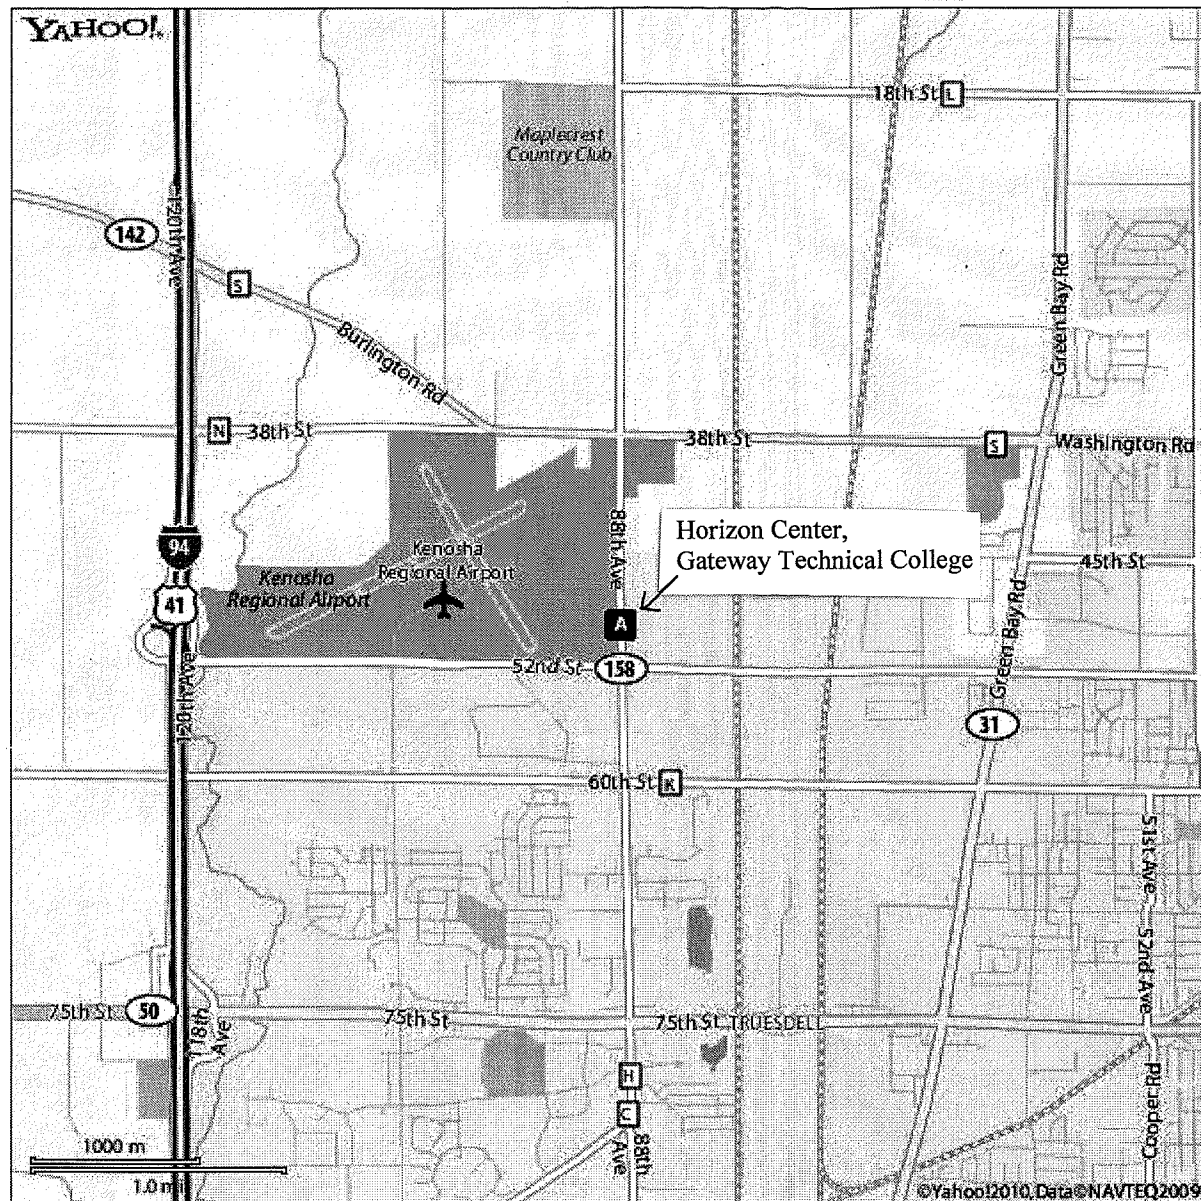 YAHOO!
18th St L
Maplecrest
Country Club
120th Ave
142
S
Burlington Rd
Green Bay Rd
N 38th St
38th St
S
Washington Rd
88th Ave
Horizon Center,
Gateway Technical College
94
Kenosha
Regional Airport
Kenosha
Regional Airport
45th St
41
A
Green Bay Rd
52nd St 158
120th Ave
31
60th St K
51st Ave
52nd Ave
75th St 50
118th
Ave
75th St
75th St TRUESDELL
H
C
88th
Ave
Cooper Rd
1000 m
1.0 mi
©Yahoo!2010, Data©NAVTEQ2009